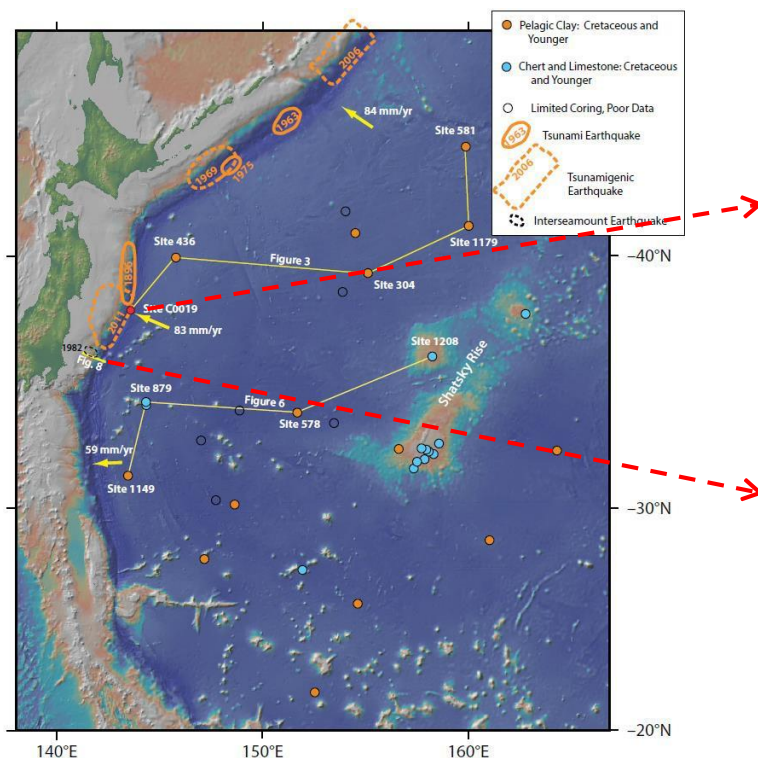 Pelagic Clay: Cretaceous and
Younger
Chert and Limestone: Cretaceous
and Younger
Limited Coring, Poor Data
1963
Tsunami Earthquake
2006
Tsunamigenic
Earthquake
Interseamount Earthquake
2006
84 mm/yr
1963
Site 581
1969
1975
Site 436
Site 1179
Figure 3
–40°N
1896
Site 304
Site C0019
2011
83 mm/yr
1982
Fig. 8
Site 1208
Shatsky Rise
Site 879
Figure 6
Site 578
59 mm/yr
Site 1149
–30°N
–20°N
140°E
150°E
160°E